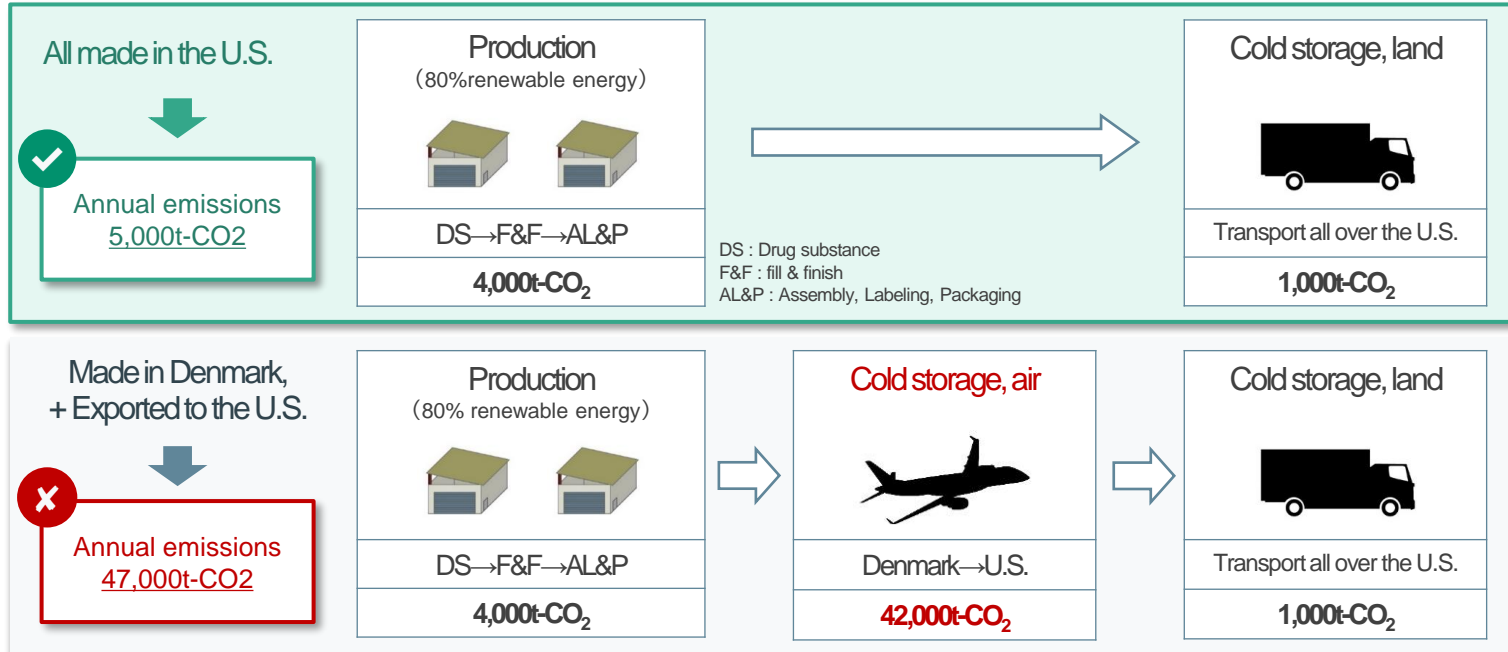 All made in the U.S.
Annual emissions
5,000t-CO2
Production
（80%renewable energy）
DS→F&F→AL&P
4,000t-CO₂
DS : Drug substance
F&F : fill & finish
AL&P : Assembly, Labeling, Packaging
Cold storage, land
Transport all over the U.S.
1,000t-CO₂
Made in Denmark,
+ Exported to the U.S.
Annual emissions
47,000t-CO2
Production
（80% renewable energy）
DS→F&F→AL&P
4,000t-CO₂
Cold storage, air
Denmark→U.S.
42,000t-CO₂
Cold storage, land
Transport all over the U.S.
1,000t-CO₂